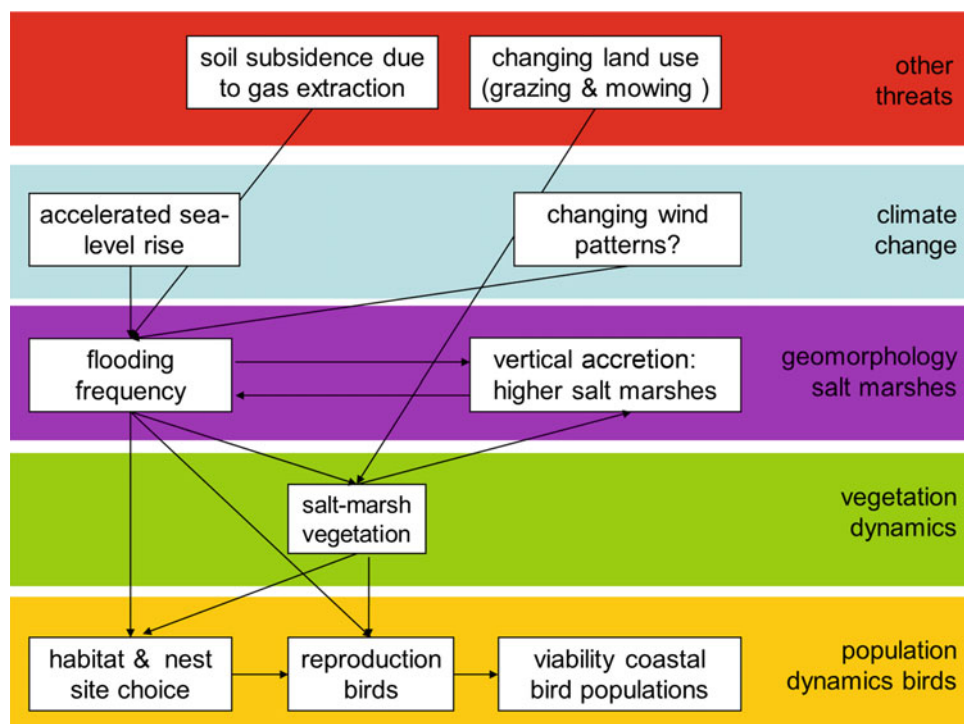 soil subsidence due
to gas extraction
changing land use
(grazing & mowing )
other
threats
accelerated sea-
level rise
changing wind
patterns?
climate
change
flooding
frequency
vertical accretion:
higher salt marshes
geomorphology
salt marshes
salt-marsh
vegetation
vegetation
dynamics
habitat & nest
site choice
reproduction
birds
viability coastal
bird populations
population
dynamics birds